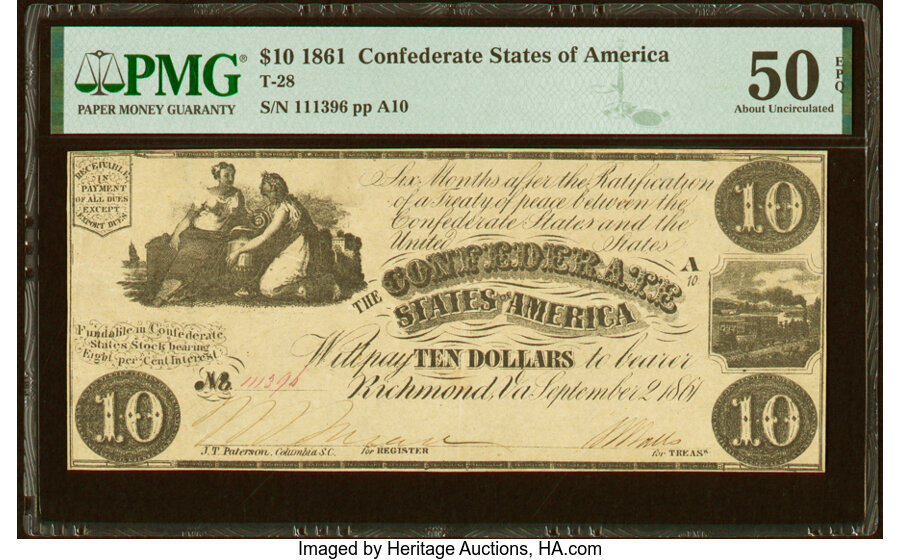 PMG®
PAPER MONEY GUARANTY
$10 1861 Confederate States of America
T-28
S/N 111396 pp A10
50
EPQ
About Uncirculated
RECEIVABLE
IN
PAYMENT
OF ALL DUES
EXCEPT
EXPORT DUES
Six Months after the Ratification
of a Treaty of peace between the
Confederate States and the
United States
10
A
10
THE CONFEDERATE
STATES OF AMERICA
Fundable in Confederate
States Stock bearing
Eight per Cent Interest
Will pay TEN DOLLARS to bearer
No 111396
Richmond, Va September 2 1861
10
10
J.T. Paterson, Columbia S.C.
for REGISTER
for TREASR
Imaged by Heritage Auctions, HA.com